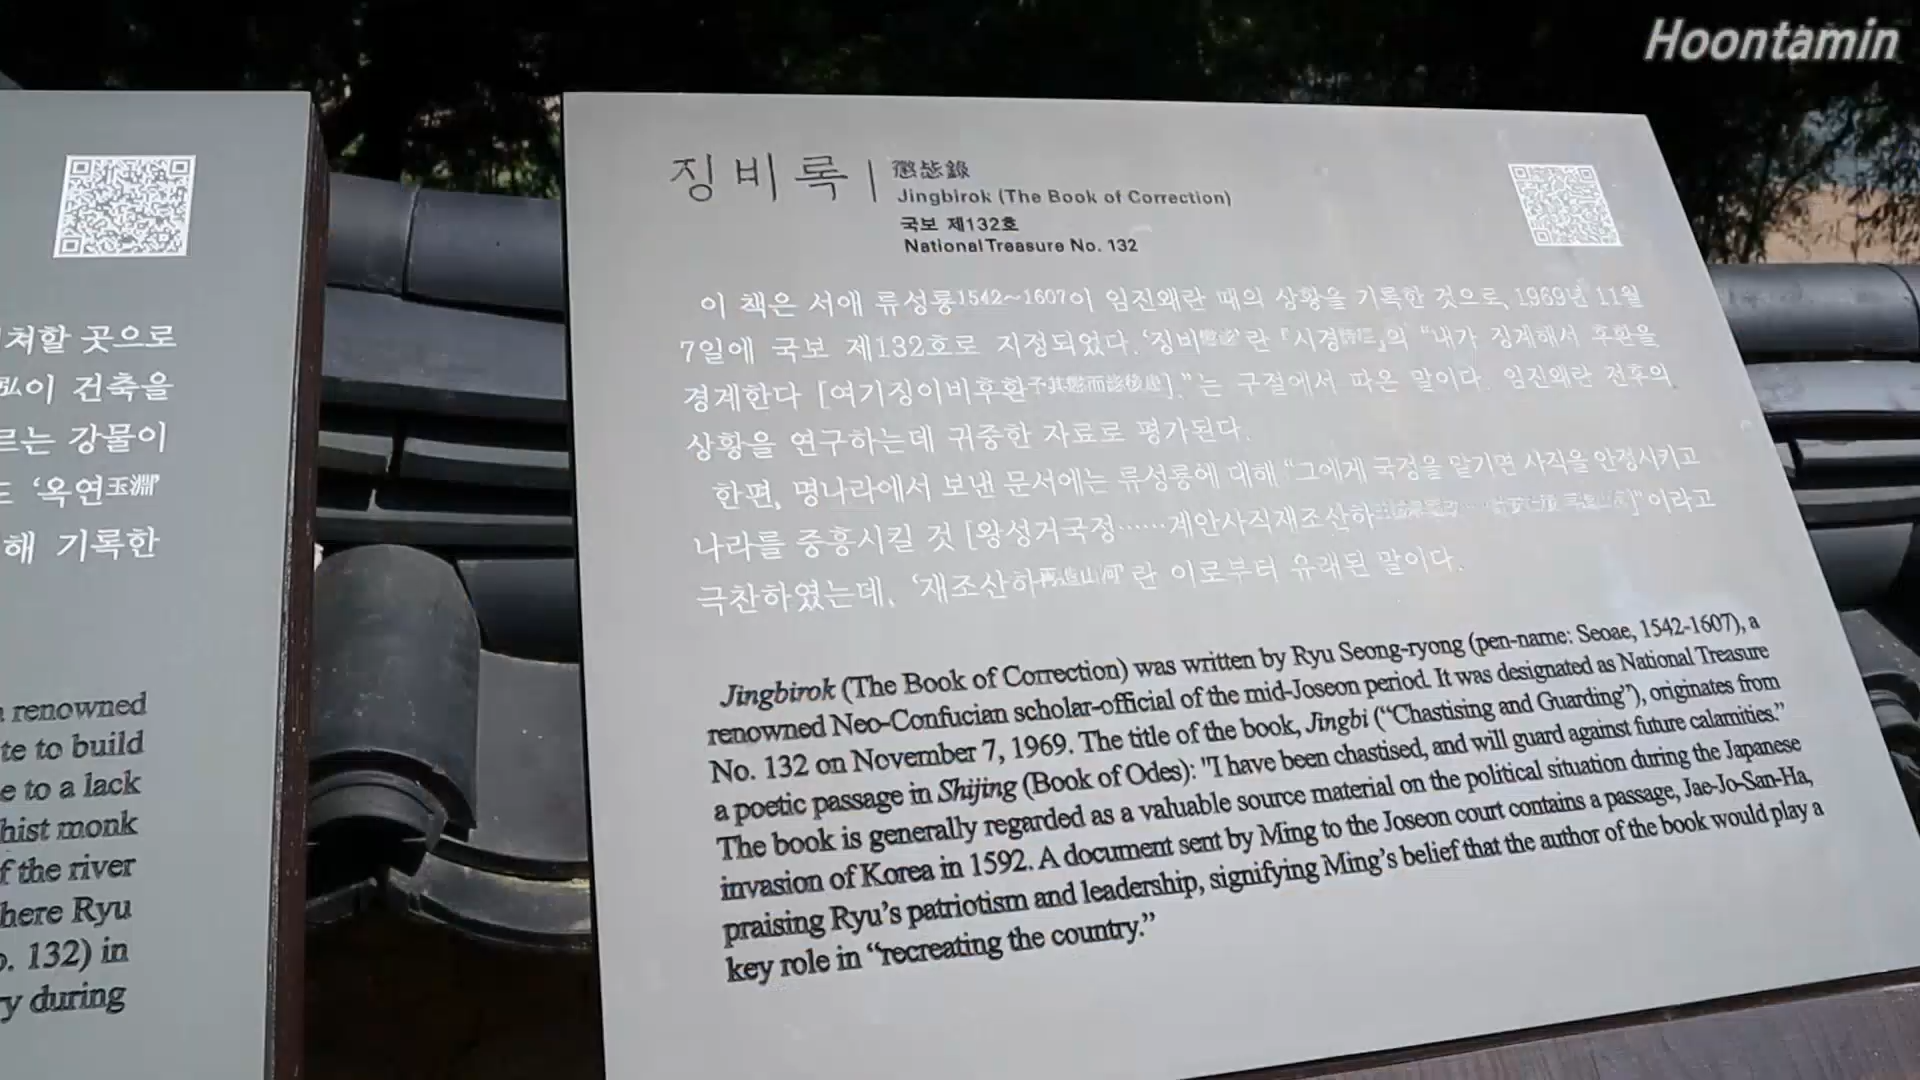 Hoontamin
쳐할 곳으로
이 건축을
르는 강물이
‘옥연玉淵’
해 기록한
renowned
te to build
e to a lack
hist monk
f the river
here Ryu
o. 132) in
y during
징비록 | 懲毖錄
Jingbirok (The Book of Correction)
국보 제132호
National Treasure No. 132
이 책은 서애 류성룡1542~1607이 임진왜란 때의 상황을 기록한 것으로, 1969년 11월
7일에 국보 제132호로 지정되었다. ‘징비懲毖’란 『시경詩經』의 “내가 징계해서 후환을
경계한다 [여기징이비후환予其懲而毖後患].”는 구절에서 따온 말이다. 임진왜란 전후의
상황을 연구하는데 귀중한 자료로 평가된다.
한편, 명나라에서 보낸 문서에는 류성룡에 대해 “그에게 국정을 맡기면 사직을 안정시키고
나라를 중흥시킬 것 [왕성거국정……계안사직재조산하 ]”이라고
극찬하였는데, ‘재조산하再造山河’란 이로부터 유래된 말이다.
Jingbirok (The Book of Correction) was written by Ryu Seong-ryong (pen-name: Seoae, 1542-1607), a
renowned Neo-Confucian scholar-official of the mid-Joseon period. It was designated as National Treasure
No. 132 on November 7, 1969. The title of the book, Jingbi (“Chastising and Guarding”), originates from
a poetic passage in Shijing (Book of Odes): "I have been chastised, and will guard against future calamities.”
The book is generally regarded as a valuable source material on the political situation during the Japanese
invasion of Korea in 1592. A document sent by Ming to the Joseon court contains a passage, Jae-Jo-San-Ha,
praising Ryu’s patriotism and leadership, signifying Ming’s belief that the author of the book would play a
key role in “recreating the country.”